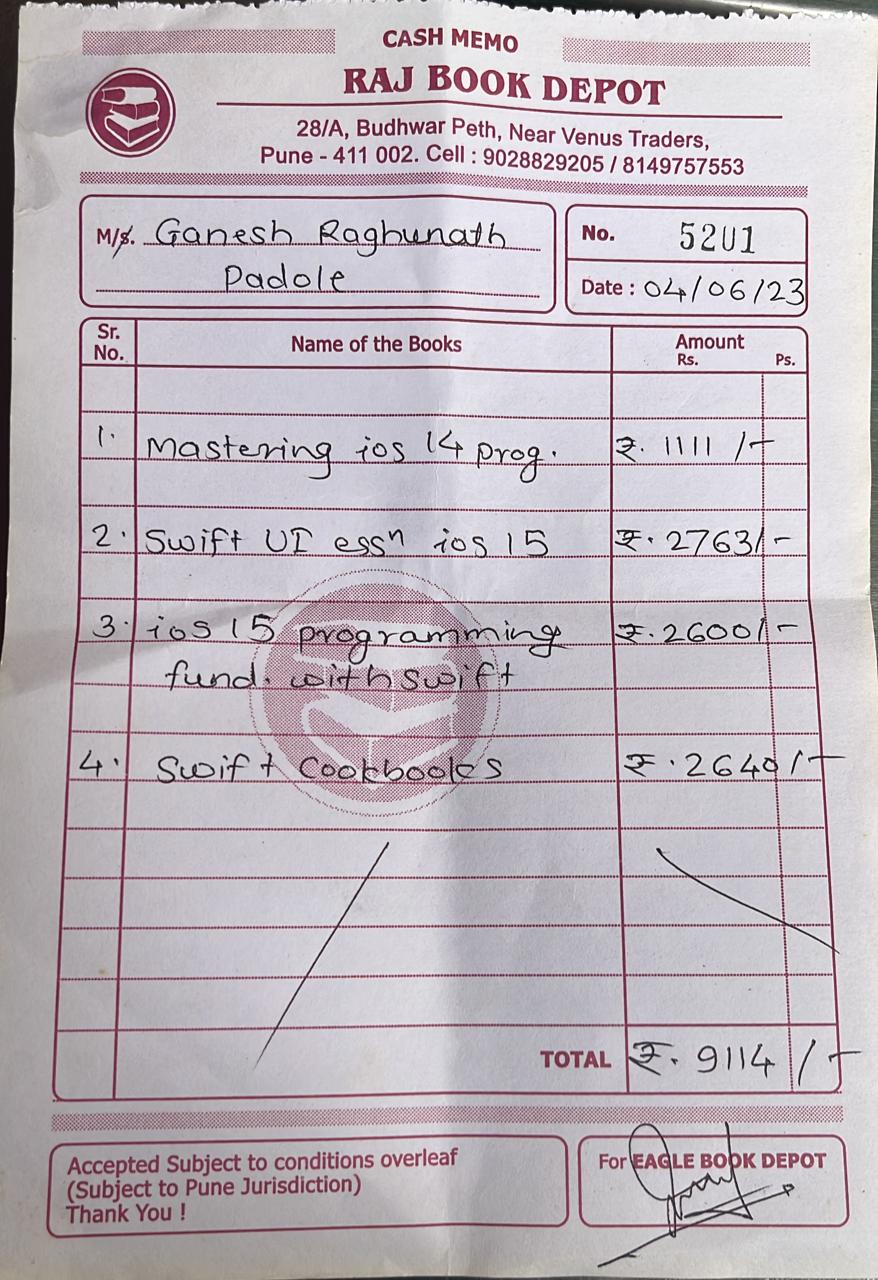 CASH MEMO
RAJ BOOK DEPOT
28/A, Budhwar Peth, Near Venus Traders,
Pune - 411 002. Cell : 9028829205 / 8149757553
M/s. Ganesh Raghunath
Padole
No. 5201
Date : 04/06/23
Sr. No. Name of the Books Amount Rs. Ps.
1. Mastering ios 14 prog. ₹. 1111 /-
2. Swift UI essⁿ ios 15 ₹. 2763/-
3. ios 15 programming ₹. 2600/-
fund. with swift
4. Swift Cookbooks ₹. 2640/-
TOTAL ₹. 9114 /-
Accepted Subject to conditions overleaf
(Subject to Pune Jurisdiction)
Thank You !
For EAGLE BOOK DEPOT